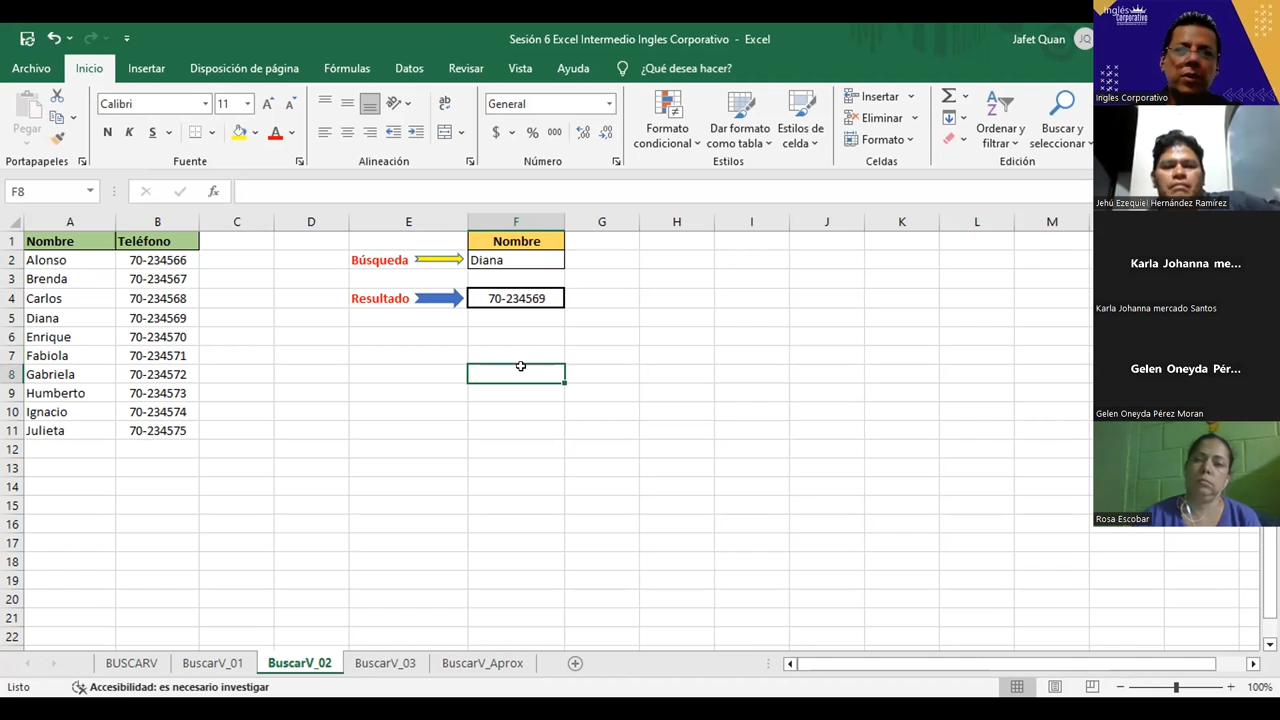 Sesión 6 Excel Intermedio Ingles Corporativo - Excel
Jafet Quan
JQ
Archivo
Inicio
Insertar
Disposición de página
Fórmulas
Datos
Revisar
Vista
Ayuda
¿Qué desea hacer?
Pegar
Calibri
11
General
Formato condicional
Dar formato como tabla
Estilos de celda
Insertar
Eliminar
Formato
Ordenar y filtrar
Buscar y seleccionar
N K S
$ % 000
Portapapeles
Fuente
Alineación
Número
Estilos
Celdas
Edición
F8
fx
A B C D E F G H I J K L M
1 Nombre Teléfono Nombre
2 Alonso 70-234566 Búsqueda Diana
3 Brenda 70-234567
4 Carlos 70-234568 Resultado 70-234569
5 Diana 70-234569
6 Enrique 70-234570
7 Fabiola 70-234571
8 Gabriela 70-234572
9 Humberto 70-234573
10 Ignacio 70-234574
11 Julieta 70-234575
12
13
14
15
16
17
18
19
20
21
22
BUSCARV
BuscarV_01
BuscarV_02
BuscarV_03
BuscarV_Aprox
Listo
Accesibilidad: es necesario investigar
100%
Inglés
Corporativo
Ingles Corporativo
Jehú Ezequiel Hernández Ramírez
Karla Johanna me...
Karla Johanna mercado Santos
Gelen Oneyda Pér...
Gelen Oneyda Pérez Moran
Rosa Escobar